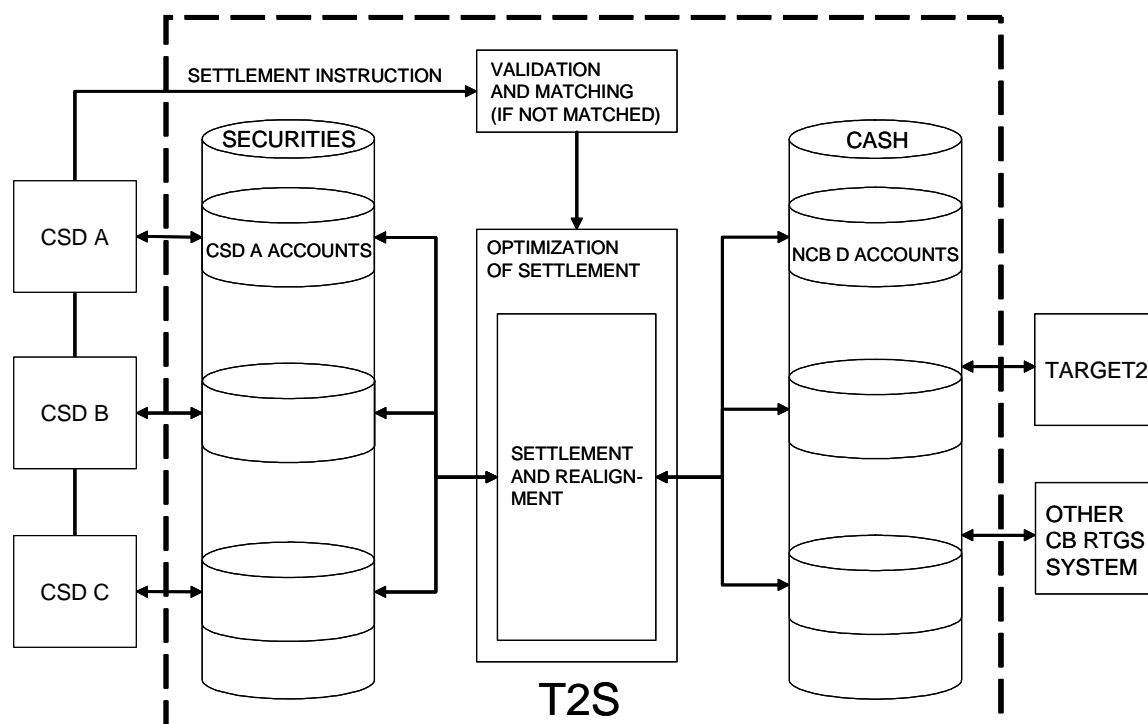 SETTLEMENT INSTRUCTION
VALIDATION
AND MATCHING
(IF NOT MATCHED)
SECURITIES
CASH
CSD A
CSD A ACCOUNTS
OPTIMIZATION
OF SETTLEMENT
NCB D ACCOUNTS
TARGET2
CSD B
SETTLEMENT
AND REALIGN-
MENT
OTHER
CB RTGS
SYSTEM
CSD C
T2S